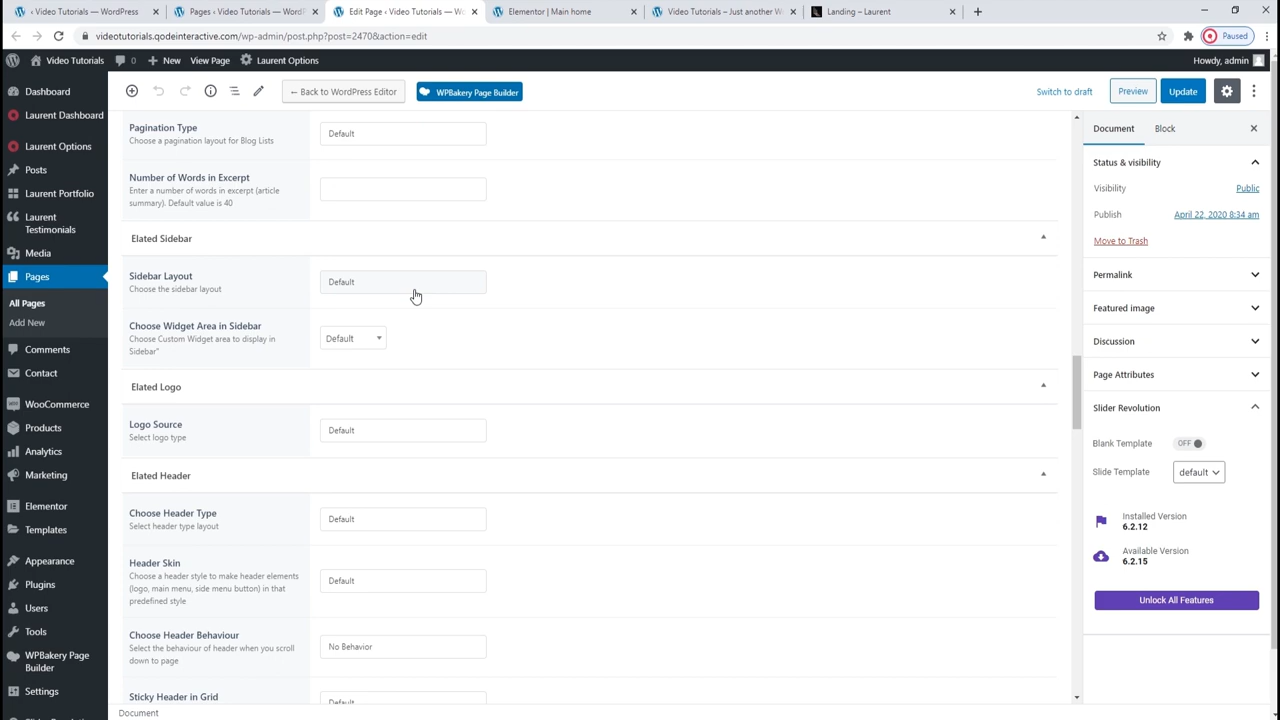 ‹ Video Tutorials — WordPress
Pages ‹ Video Tutorials — WordP
Edit Page ‹ Video Tutorials — Wo
Elementor | Main home
Video Tutorials – Just another W
Landing – Laurent
videotutorials.qodeinteractive.com/wp-admin/post.php?post=2470&action=edit
Paused
Video Tutorials
0
New
View Page
Laurent Options
Howdy, admin
Dashboard
Laurent Dashboard
Laurent Options
Posts
Laurent Portfolio
Laurent
Testimonials
Media
Pages
All Pages
Add New
Comments
Contact
WooCommerce
Products
Analytics
Marketing
Elementor
Templates
Appearance
Plugins
Users
Tools
WPBakery Page
Builder
Settings
← Back to WordPress Editor
WPBakery Page Builder
Switch to draft
Preview
Update
Pagination Type
Choose a pagination layout for Blog Lists
Default
Number of Words in Excerpt
Enter a number of words in excerpt (article
summary). Default value is 40
Elated Sidebar
Sidebar Layout
Choose the sidebar layout
Default
Choose Widget Area in Sidebar
Choose Custom Widget area to display in
Sidebar"
Default
Elated Logo
Logo Source
Select logo type
Default
Elated Header
Choose Header Type
Select header type layout
Default
Header Skin
Choose a header style to make header elements
(logo, main menu, side menu button) in that
predefined style
Default
Choose Header Behaviour
Select the behaviour of header when you scroll
down to page
No Behavior
Sticky Header in Grid
Default
Document
Document
Block
Status & visibility
Visibility
Public
Publish
April 22, 2020 8:34 am
Move to Trash
Permalink
Featured image
Discussion
Page Attributes
Slider Revolution
Blank Template
OFF
Slide Template
default
Installed Version
6.2.12
Available Version
6.2.15
Unlock All Features